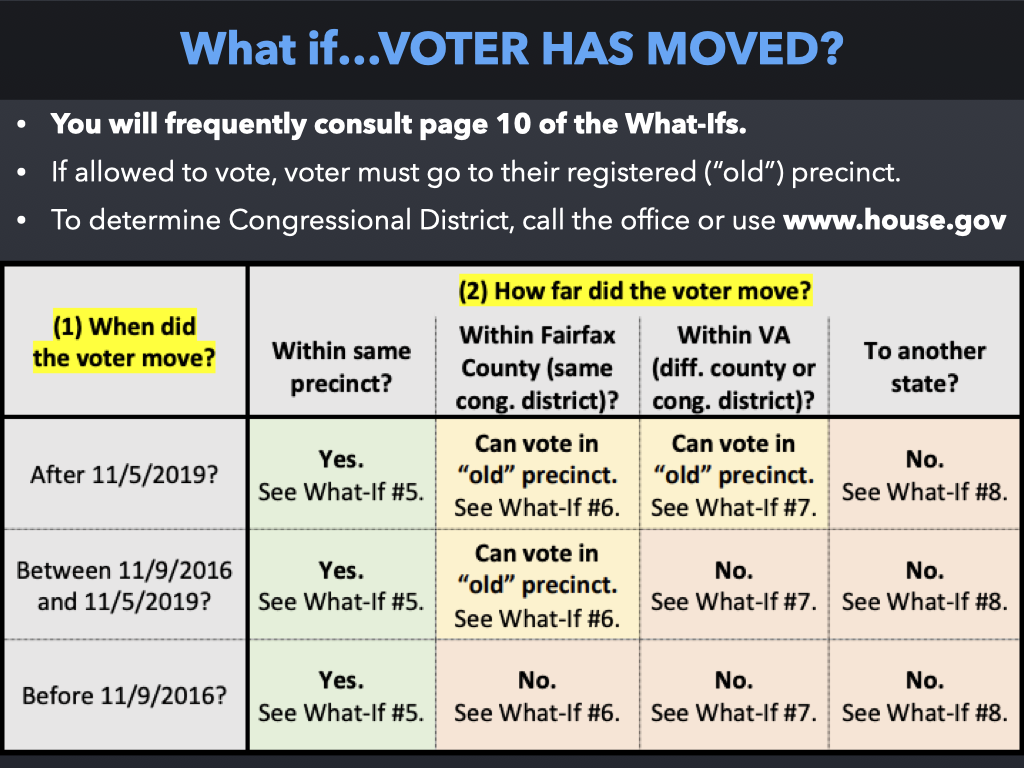 What if...VOTER HAS MOVED?
• You will frequently consult page 10 of the What-Ifs.
• If allowed to vote, voter must go to their registered (“old”) precinct.
• To determine Congressional District, call the office or use www.house.gov
(1) When did
the voter move?
(2) How far did the voter move?
Within same
precinct?
Within Fairfax
County (same
cong. district)?
Within VA
(diff. county or
cong. district)?
To another
state?
After 11/5/2019?
Yes.
See What-If #5.
Can vote in
“old” precinct.
See What-If #6.
Can vote in
“old” precinct.
See What-If #7.
No.
See What-If #8.
Between 11/9/2016
and 11/5/2019?
Yes.
See What-If #5.
Can vote in
“old” precinct.
See What-If #6.
No.
See What-If #7.
No.
See What-If #8.
Before 11/9/2016?
Yes.
See What-If #5.
No.
See What-If #6.
No.
See What-If #7.
No.
See What-If #8.